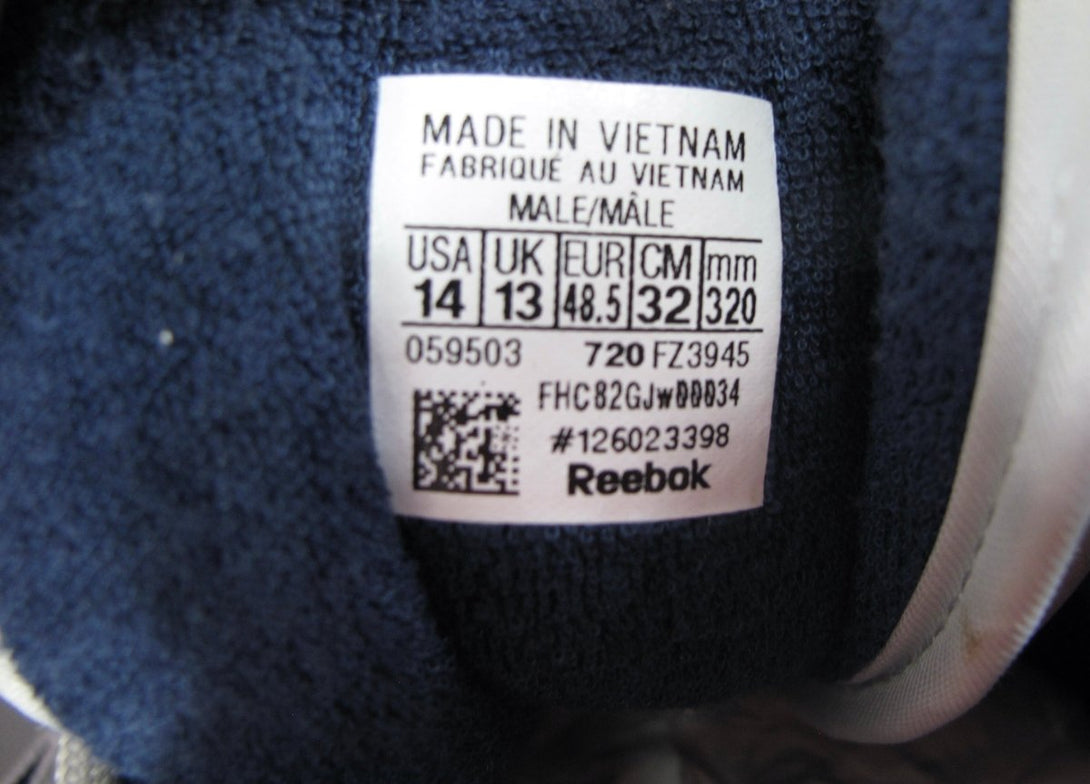 MADE IN VIETNAM
FABRIQUÉ AU VIETNAM
MALE/MÂLE
USA UK EUR CM mm
14 13 48.5 32 320
059503 720 FZ3945
FHC82GJw00034
#126023398
Reebok